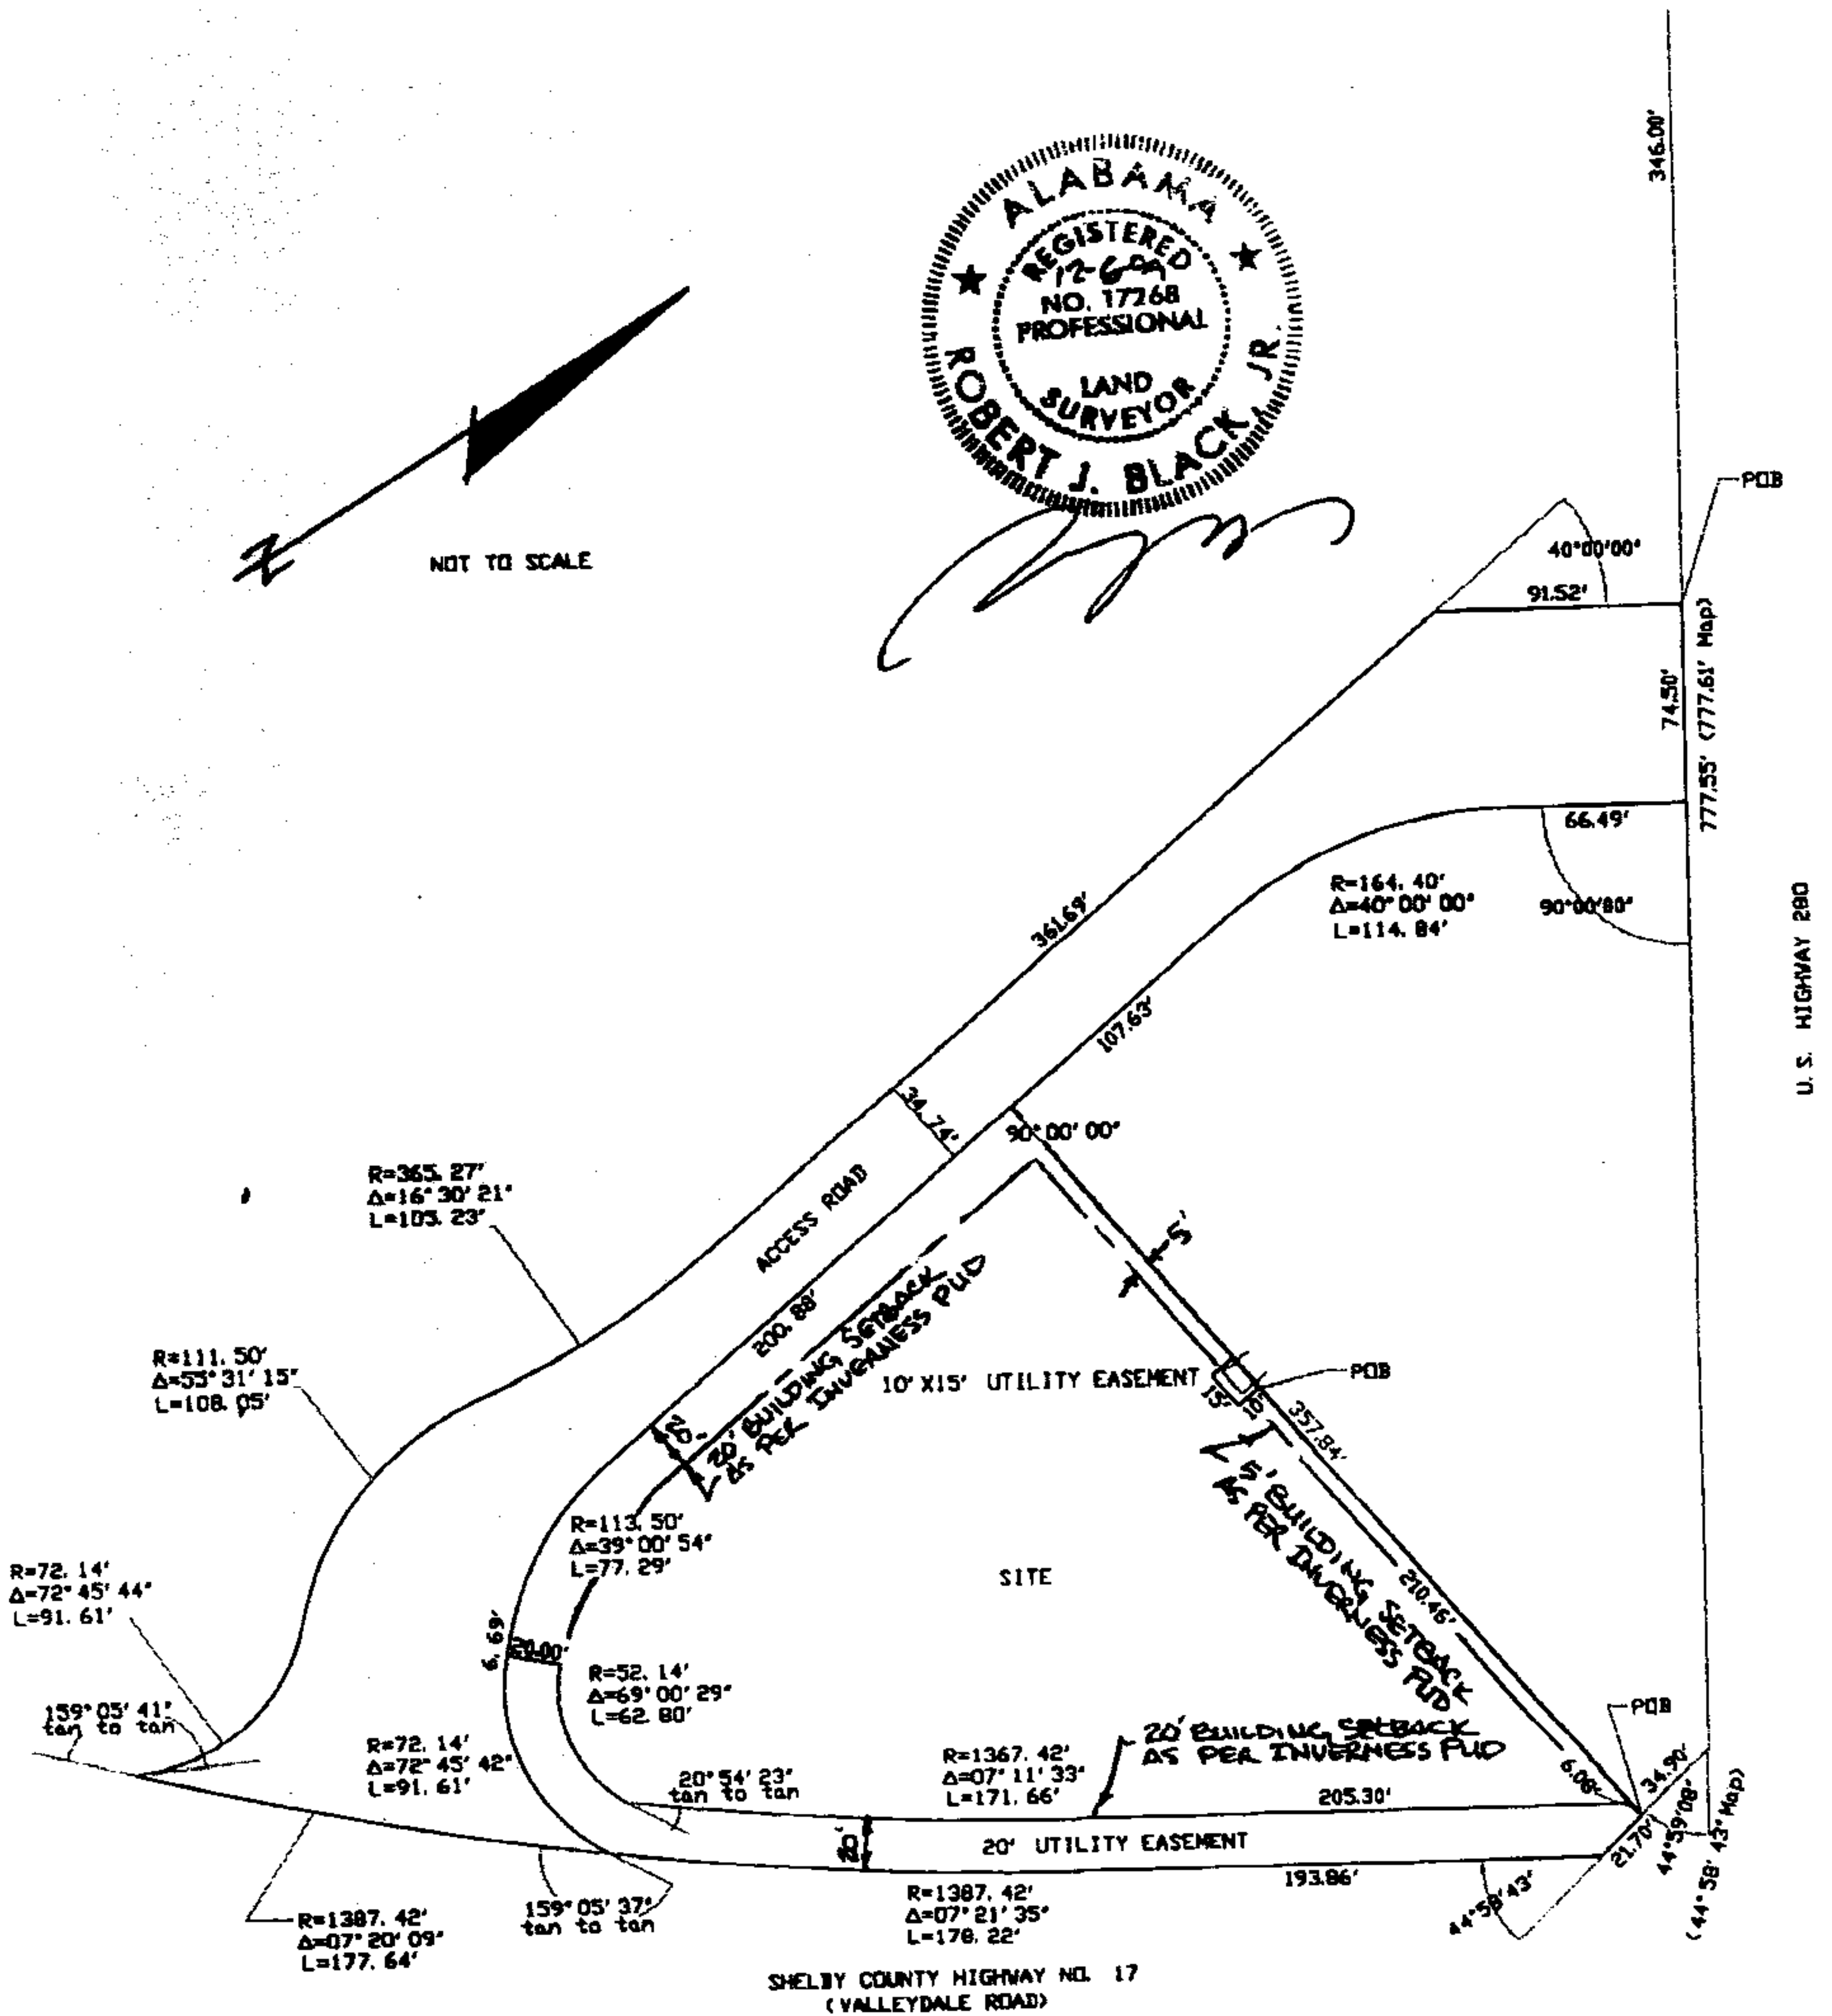 346.00'
ALABAMA
REGISTERED
NO. 17268
PROFESSIONAL
LAND
SURVEYOR
ROBERT J. BLACK, JR.
POB
N
NOT TO SCALE
40°00'00"
91.52'
74.50'
777.55' (777.61' Map)
66.49'
R=164. 40'
Δ=40° 00' 00"
L=114. 84'
90°00'00"
U. S. HIGHWAY 280
361.69'
107.63'
34. 74'
90° 00' 00"
R=365. 27'
Δ=16° 30' 21"
L=105. 23'
ACCESS ROAD
5'
200. 88'
20' BUILDING SETBACK
AS PER INVERNESS PUD
R=111. 50'
Δ=55° 31' 15"
L=108. 05'
10' X15' UTILITY EASEMENT
POB
15'
10'
357.84'
20'
5' BUILDING SETBACK
AS PER INVERNESS PUD
R=113. 50'
Δ=39° 00' 54"
L=77. 29'
SITE
210.46'
R=72. 14'
Δ=72° 45' 44"
L=91. 61'
6. 69'
20.00'
R=52. 14'
Δ=69° 00' 29"
L=62. 80'
159° 05' 41"
tan to tan
R=72. 14'
Δ=72° 45' 42"
L=91. 61'
20° 54' 23"
tan to tan
R=1367. 42'
Δ=07° 11' 33"
L=171. 66'
20' BUILDING SETBACK
AS PER INVERNESS PUD
POB
6.08'
34.90'
205.30'
20'
20' UTILITY EASEMENT
21.70'
44°59'08"
(44° 58' 43" Map)
193.86'
44°58'43"
R=1387. 42'
Δ=07° 20' 09"
L=177. 64'
159° 05' 37"
tan to tan
R=1387. 42'
Δ=07° 21' 35"
L=178. 22'
SHELBY COUNTY HIGHWAY NO. 17
(VALLEYDALE ROAD)